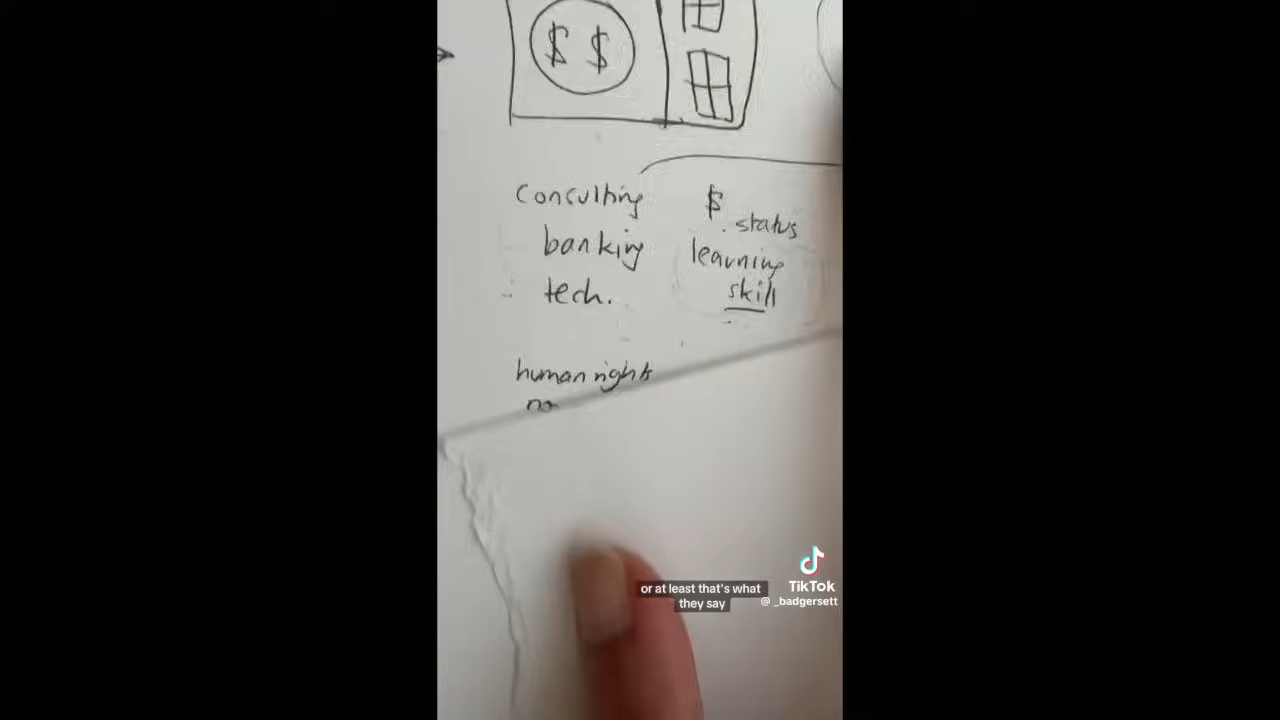 $ $
consulting
banking
tech.
$
status
learning
skill
human rights
or at least that's what
they say
TikTok
@ _badgersett